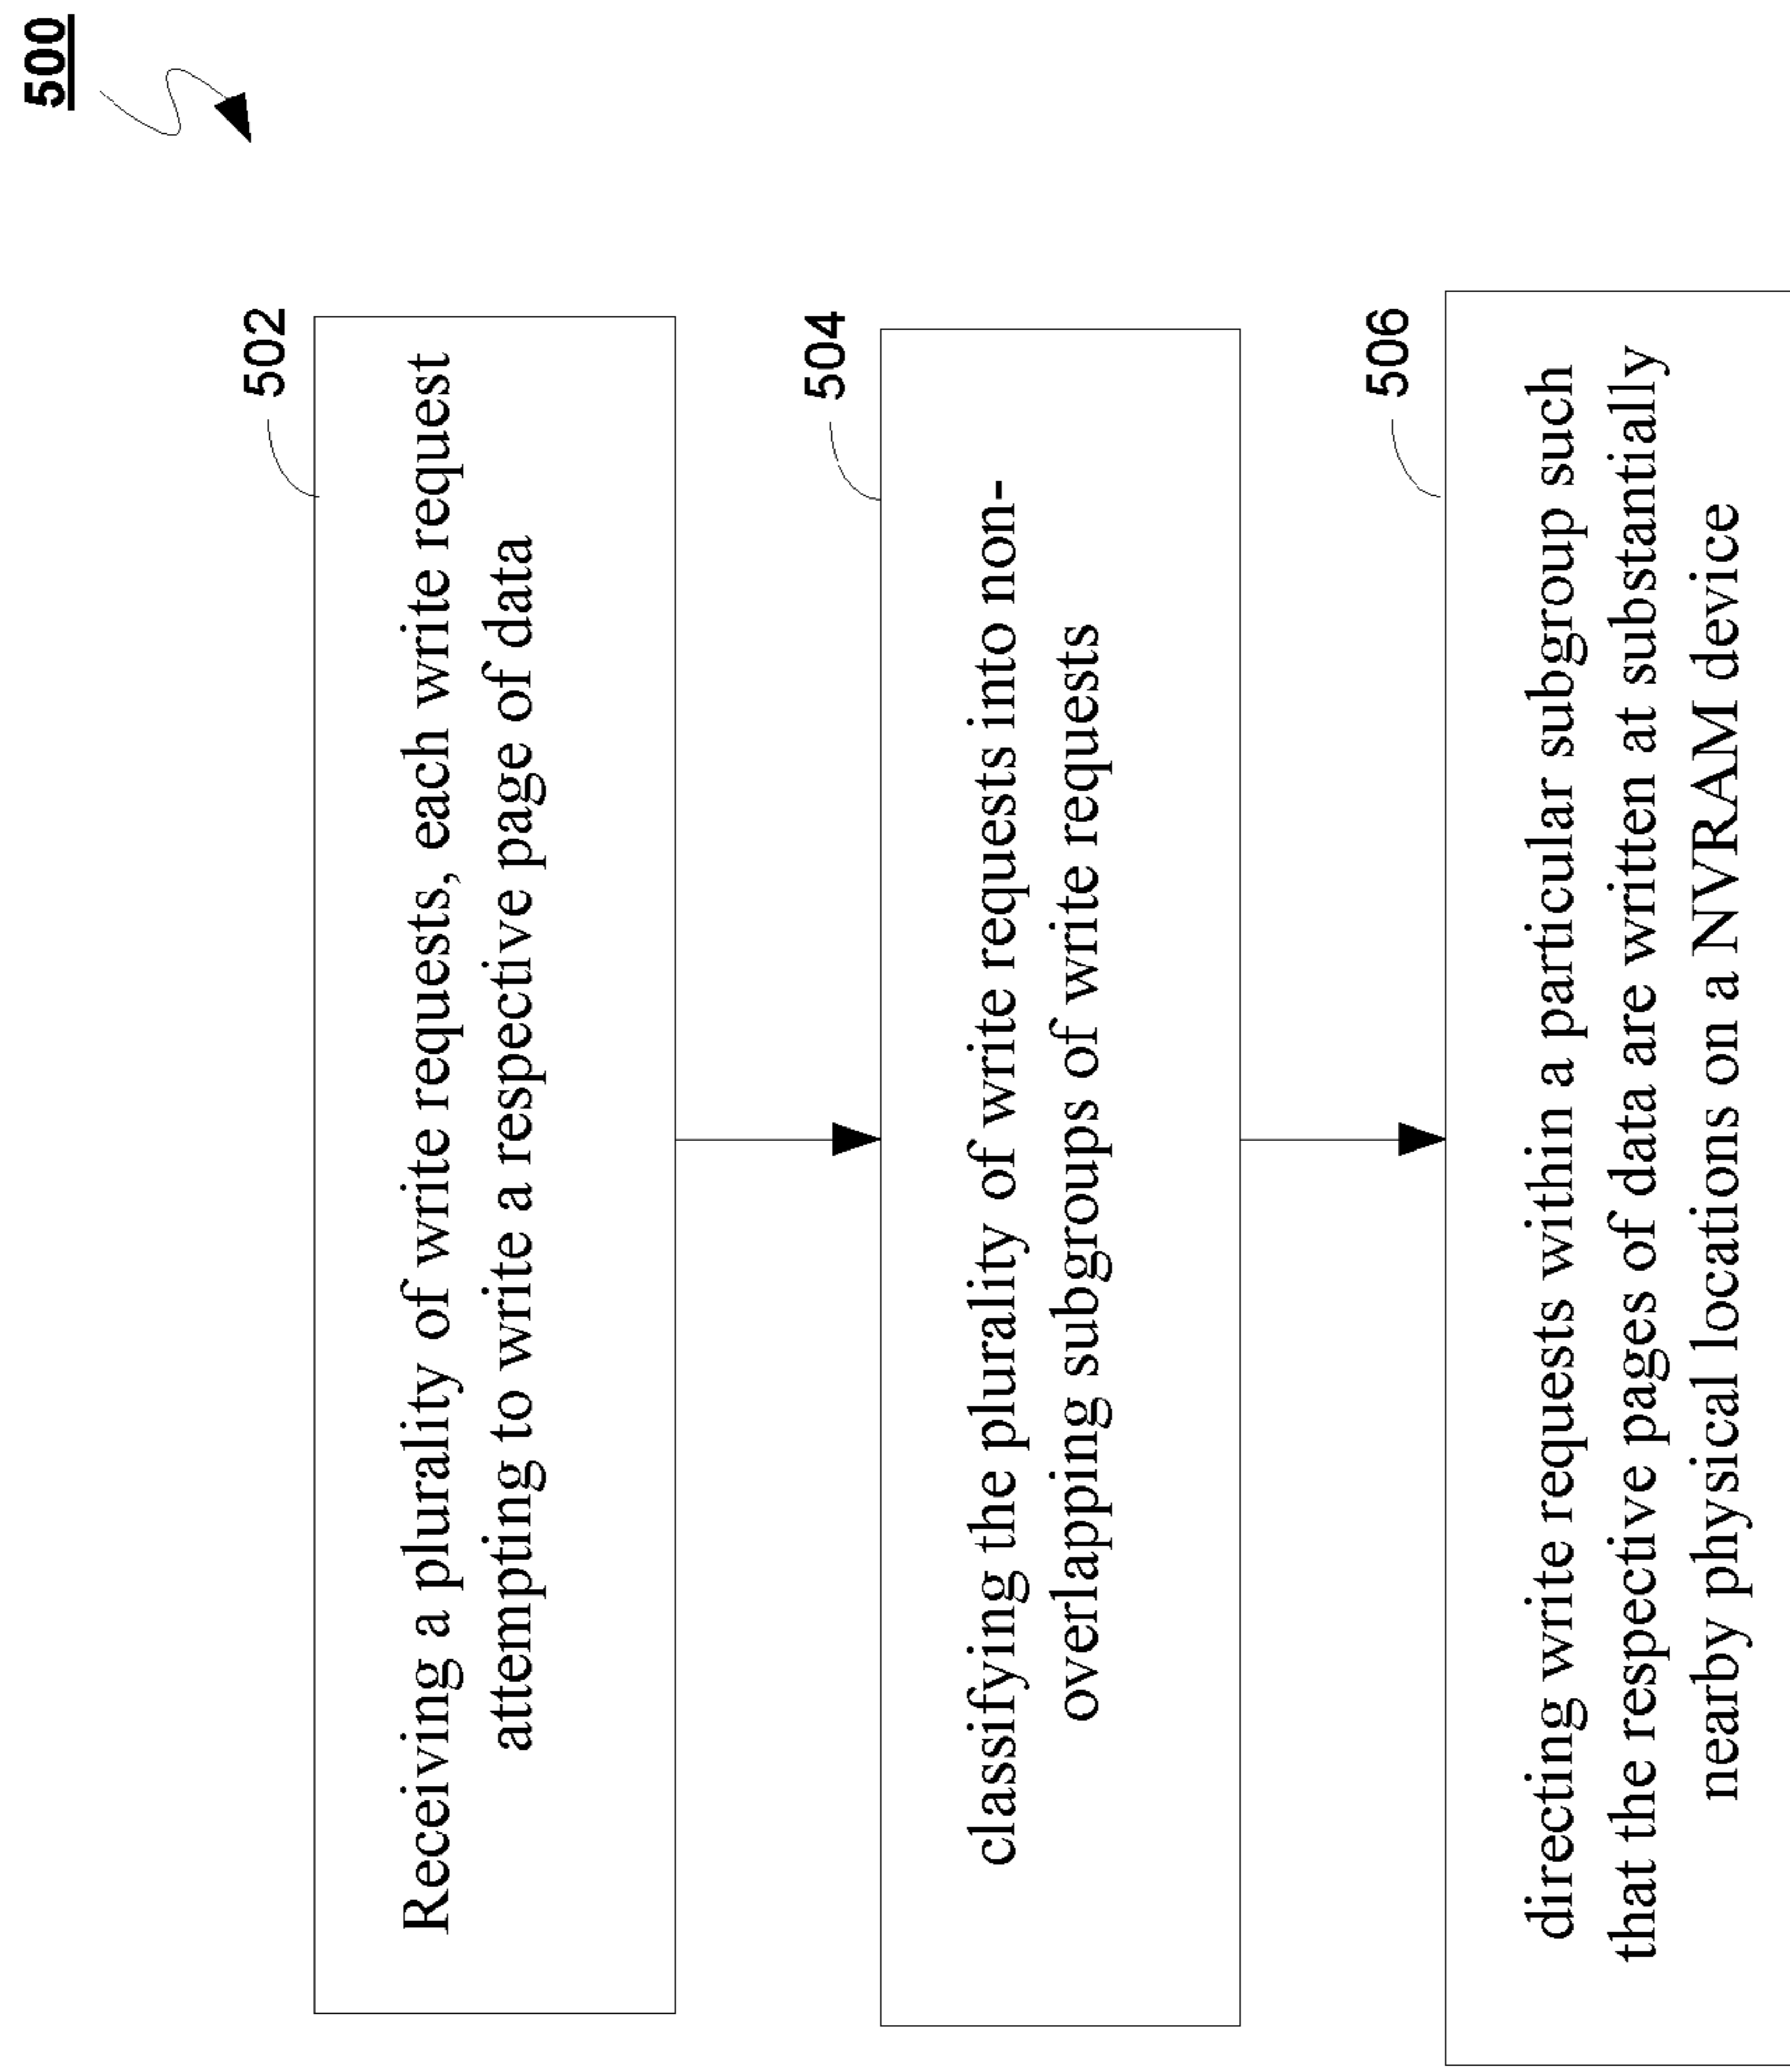 500
502
Receiving a plurality of write requests, each write request
attempting to write a respective page of data
504
classifying the plurality of write requests into non-
overlapping subgroups of write requests
506
directing write requests within a particular subgroup such
that the respective pages of data are written at substantially
nearby physical locations on a NVRAM device